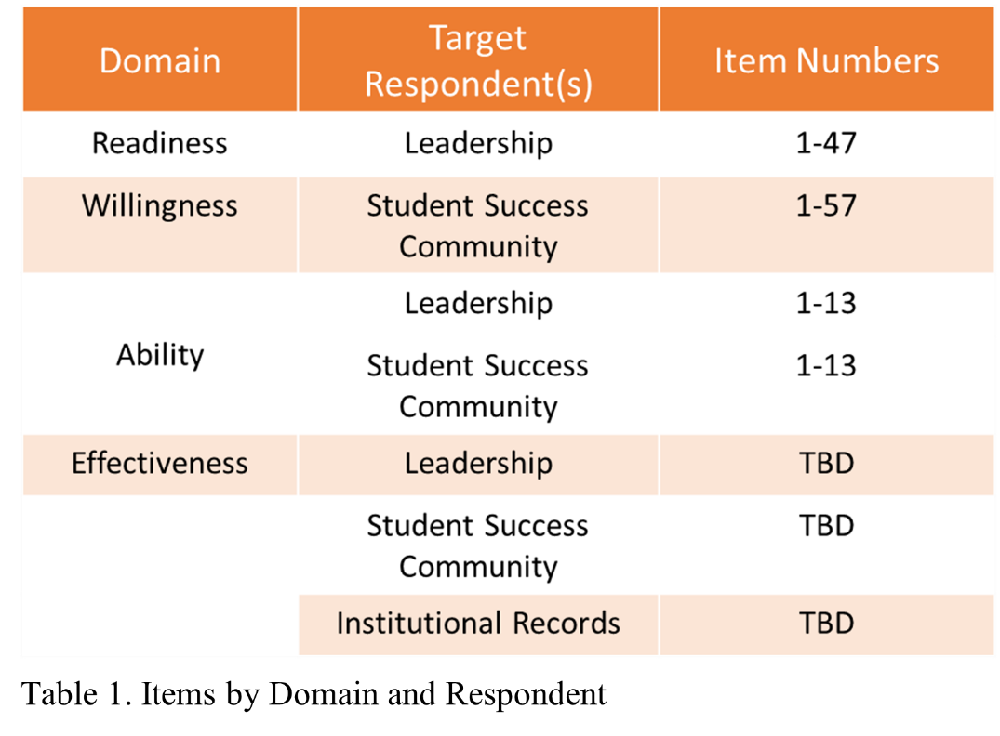 Domain
Target
Respondent(s)
Item Numbers
Readiness
Leadership
1-47
Willingness
Student Success
Community
1-57
Ability
Leadership
1-13
Student Success
Community
1-13
Effectiveness
Leadership
TBD
Student Success
Community
TBD
Institutional Records
TBD
Table 1. Items by Domain and Respondent